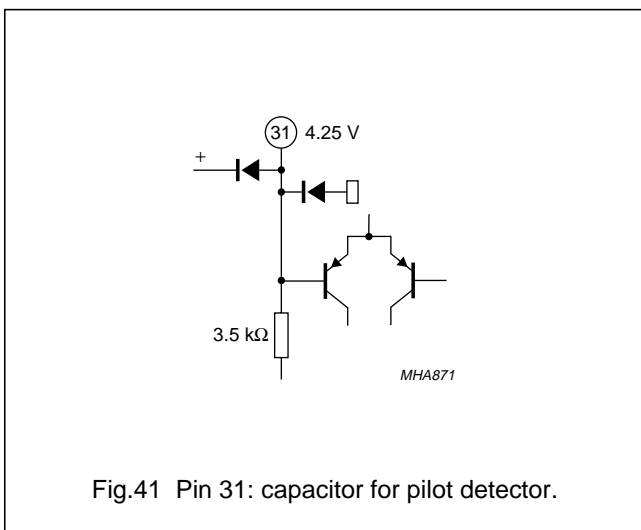 31 4.25 V
+
3.5 kΩ
MHA871
Fig.41 Pin 31: capacitor for pilot detector.